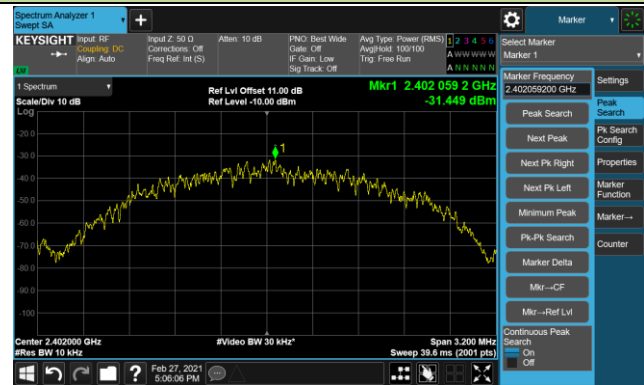 Spectrum Analyzer 1
Swept SA
Marker
KEYSIGHT
Input: RF
Coupling: DC
Align: Auto
Input Z: 50 Ω
Corrections: Off
Freq Ref: Int (S)
Atten: 10 dB
PNO: Best Wide
Gate: Off
IF Gain: Low
Sig Track: Off
Avg Type: Power (RMS)
Avg|Hold: 100/100
Trig: Free Run
1 2 3 4 5 6
A W W W W W
A N N N N N
Select Marker
Marker 1
1 Spectrum
Scale/Div 10 dB
Log
Ref Lvl Offset 11.00 dB
Ref Level -10.00 dBm
Mkr1 2.402 059 2 GHz
-31.449 dBm
1
-20.0
-30.0
-40.0
-50.0
-60.0
-70.0
-80.0
-90.0
-100
Center 2.402000 GHz
#Res BW 10 kHz
#Video BW 30 kHz*
Span 3.200 MHz
Sweep 39.6 ms (2001 pts)
Marker Frequency
2.402059200 GHz
Peak Search
Next Peak
Next Pk Right
Next Pk Left
Minimum Peak
Pk-Pk Search
Marker Delta
Mkr→CF
Mkr→Ref Lvl
Continuous Peak
Search
On
Off
Settings
Peak
Search
Pk Search
Config
Properties
Marker
Function
Marker→
Counter
Feb 27, 2021
5:06:06 PM